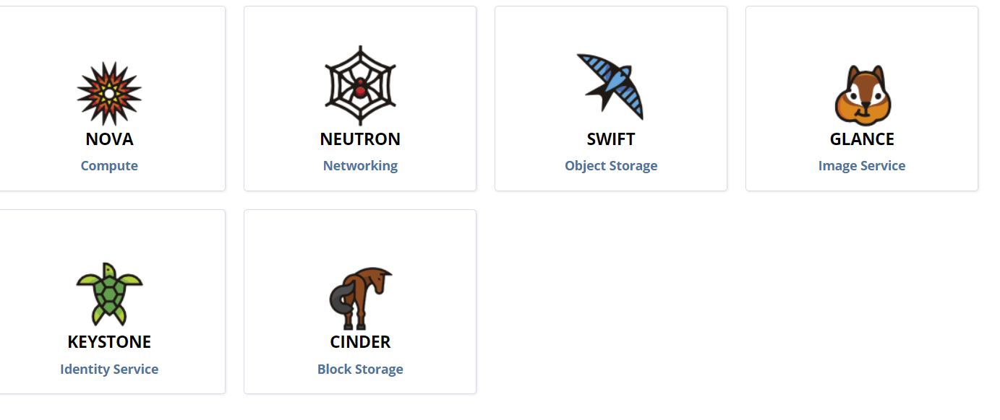 NOVA
Compute
NEUTRON
Networking
SWIFT
Object Storage
GLANCE
Image Service
KEYSTONE
Identity Service
CINDER
Block Storage